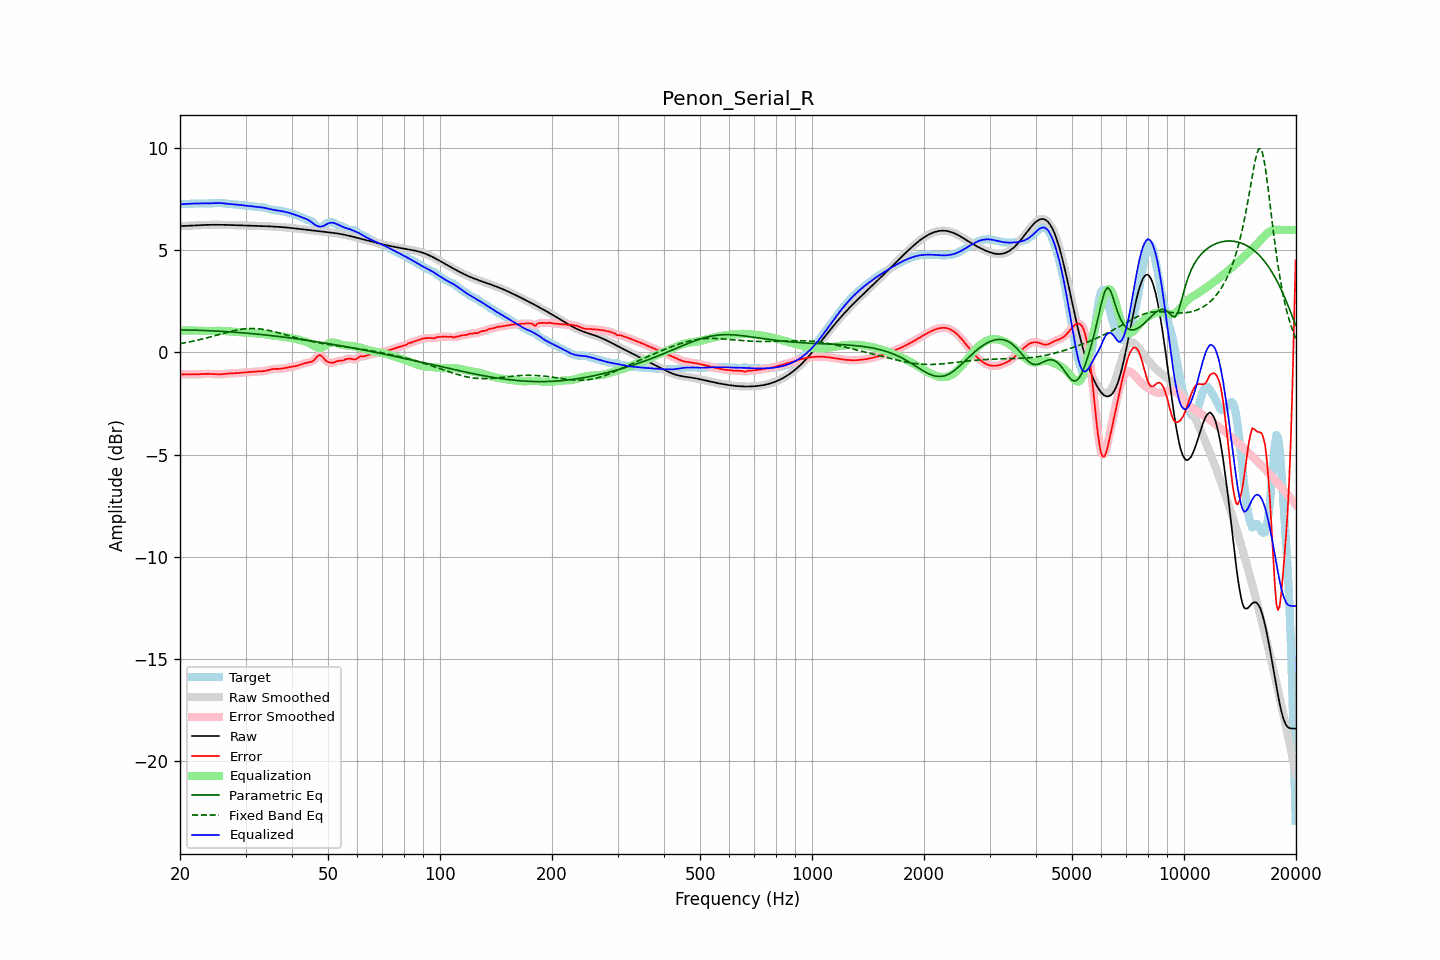 Penon_Serial_R
10
5
0
−5
−10
−15
−20
Amplitude (dBr)
Target
Raw Smoothed
Error Smoothed
Raw
Error
Equalization
Parametric Eq
Fixed Band Eq
Equalized
20 50 100 200 500 1000 2000 5000 10000 20000
Frequency (Hz)